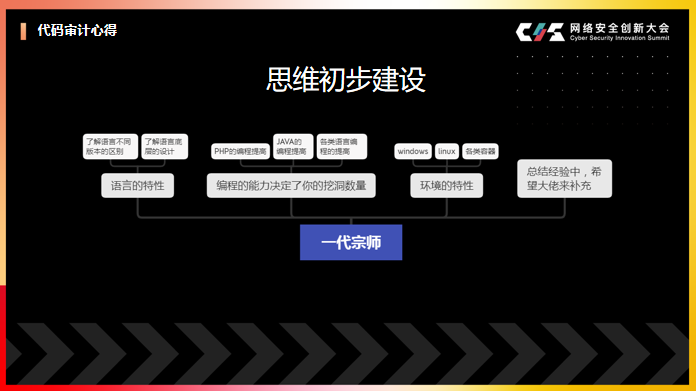 代码审计心得
网络安全创新大会
Cyber Security Innovation Summit
思维初步建设
了解语言不同
版本的区别
了解语言底
层的设计
PHP的编程提高
JAVA的
编程提高
各类语言编
程的提高
windows
linux
各类容器
语言的特性
编程的能力决定了你的挖洞数量
环境的特性
总结经验中，希
望大佬来补充
一代宗师